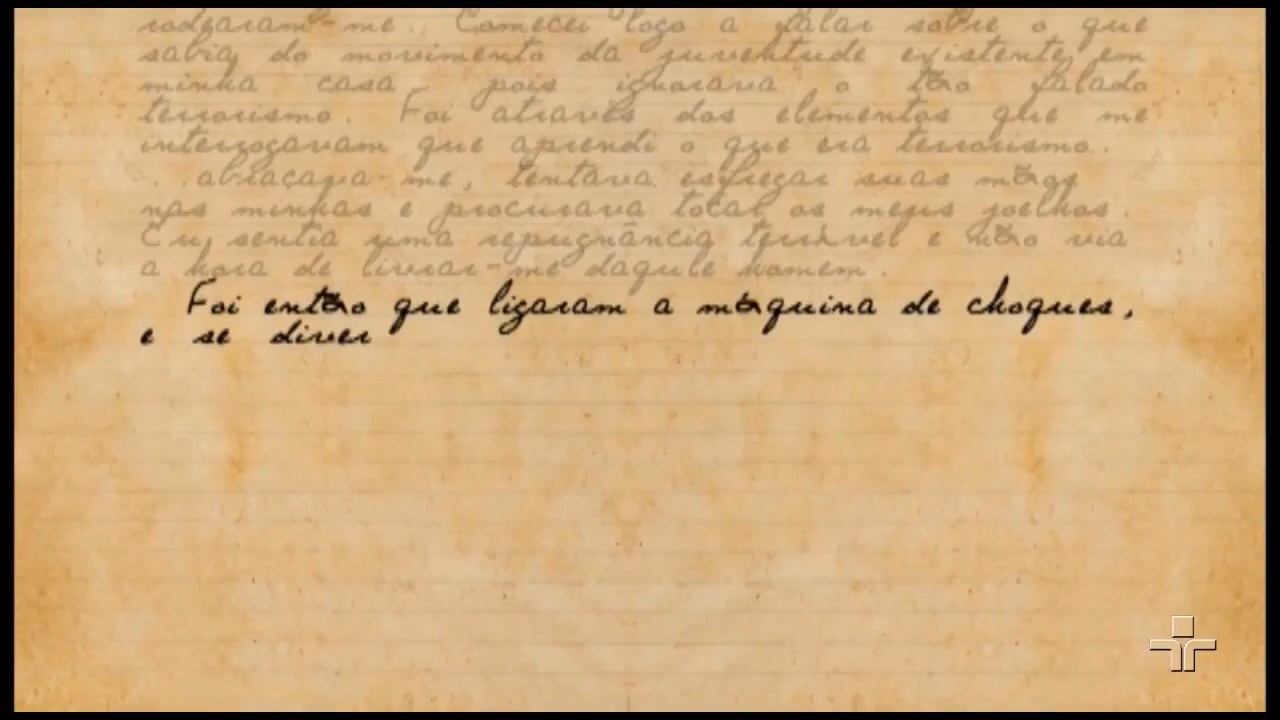 rodearam-me. Comecei logo a falar sobre o que
sabia do movimento da juventude existente em
minha casa pois ignorava o tão falado
terrorismo. Foi através dos elementos que me
interrogavam que aprendi o que era terrorismo.
. . abraçava-me, tentava esfregar suas mãos
nas minhas e procurava tocar os meus joelhos.
Eu sentia uma repugnância terrível e não via
a hora de livrar-me daquele homem.
Foi então que ligaram a máquina de choques,
e se diver